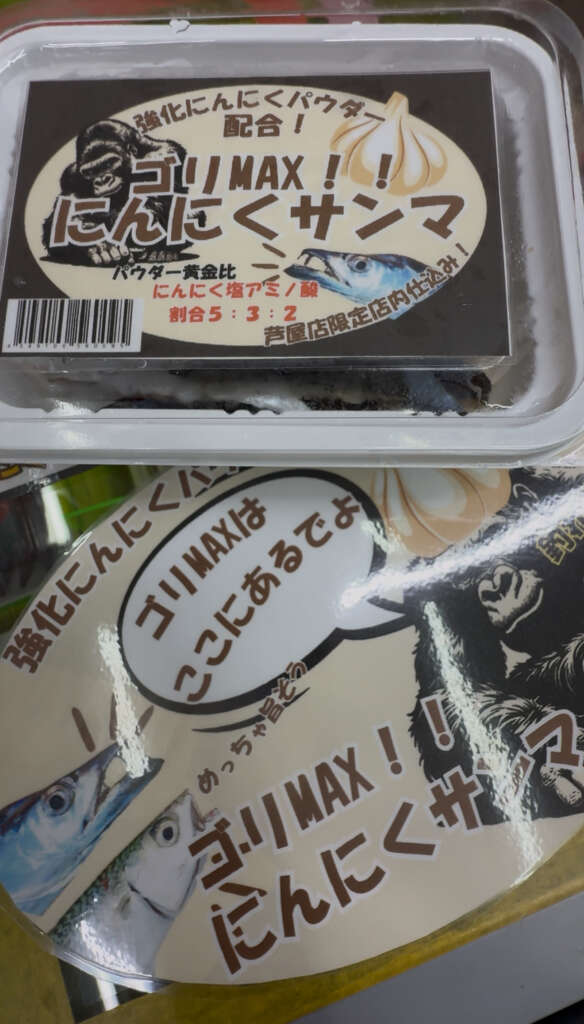 強化にんにくパウダー
配合！
ゴリMAX！！
にんにくサンマ
パウダー黄金比
にんにく塩アミノ酸
割合５：３：２
芦屋店限定店内仕込み！
強化にんにくパウ
ゴリMAXは
ここにあるでよ
めっちゃ旨そう
ゴリMAX！！
にんにくサンマ